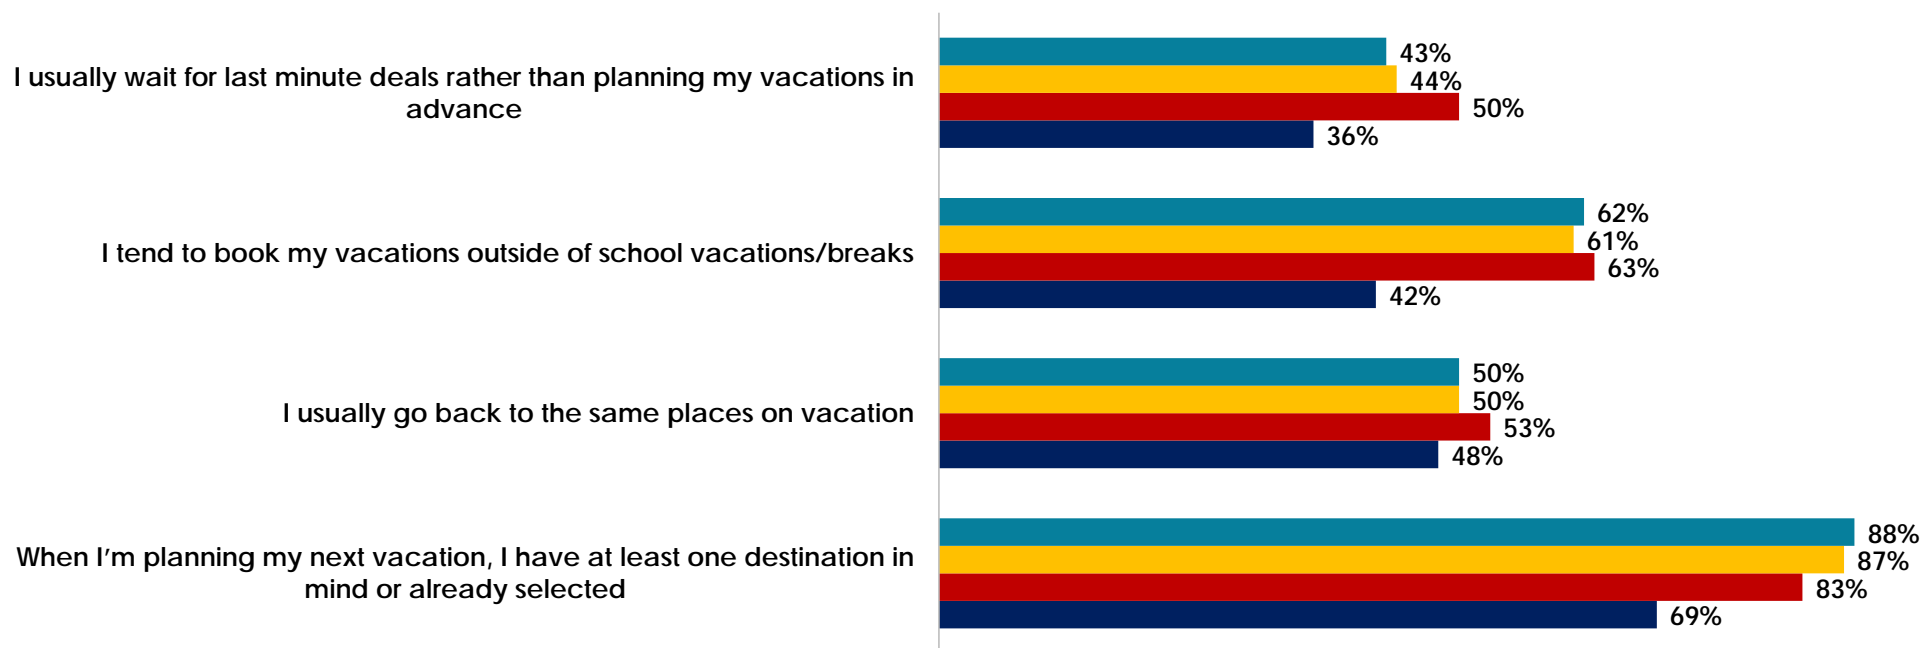 I usually wait for last minute deals rather than planning my vacations in
advance
43%
44%
50%
36%
I tend to book my vacations outside of school vacations/breaks
62%
61%
63%
42%
I usually go back to the same places on vacation
50%
50%
53%
48%
When I’m planning my next vacation, I have at least one destination in
mind or already selected
88%
87%
83%
69%